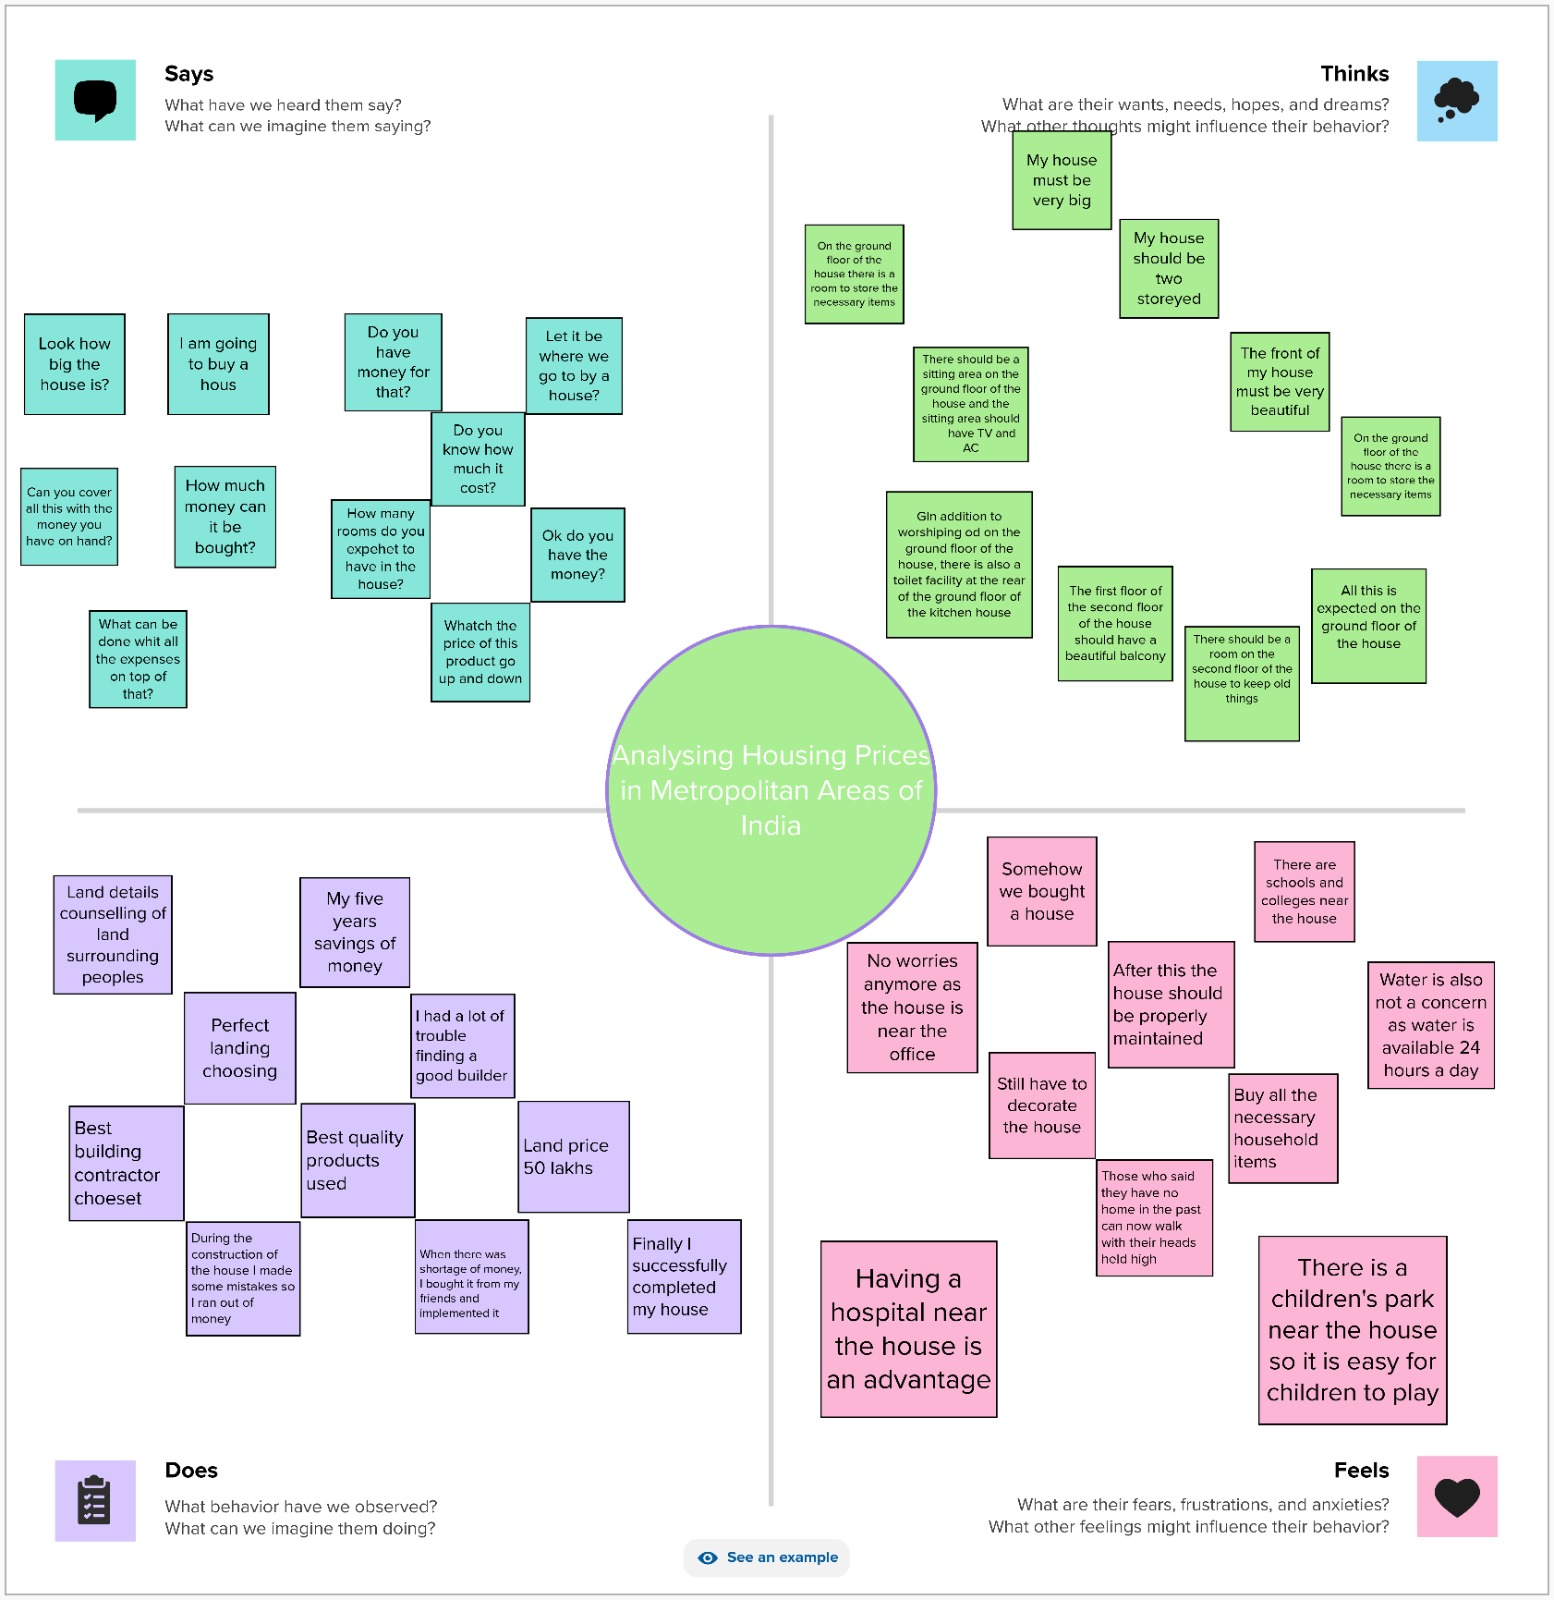 Says
What have we heard them say?
What can we imagine them saying?
Thinks
What are their wants, needs, hopes, and dreams?
What other thoughts might influence their behavior?
Look how
big the
house is?
I am going
to buy a
hous
Do you
have
money for
that?
Let it be
where we
go to by a
house?
Do you
know how
much it
cost?
Can you cover
all this with the
money you
have on hand?
How much
money can
it be
bought?
How many
rooms do you
expehet to
have in the
house?
Ok do you
have the
money?
What can be
done whit all
the expenses
on top of
that?
Whatch the
price of this
product go
up and down
My house
must be
very big
On the ground
floor of the
house there is a
room to store the
necessary items
My house
should be
two
storeyed
There should be a
sitting area on the
ground floor of the
house and the
sitting area should
have TV and
AC
The front of
my house
must be very
beautiful
On the ground
floor of the
house there is a
room to store the
necessary items
GIn addition to
worshiping od on the
ground floor of the
house, there is also a
toilet facility at the rear
of the ground floor of
the kitchen house
The first floor of
the second floor
of the house
should have a
beautiful balcony
There should be a
room on the
second floor of the
house to keep old
things
All this is
expected on the
ground floor of
the house
Analysing Housing Prices
in Metropolitan Areas of
India
Land details
counselling of
land
surrounding
peoples
My five
years
savings of
money
Perfect
landing
choosing
I had a lot of
trouble
finding a
good builder
Best
building
contractor
choeset
Best quality
products
used
Land price
50 lakhs
During the
construction of
the house I made
some mistakes so
I ran out of
money
When there was
shortage of money,
I bought it from my
friends and
implemented it
Finally I
successfully
completed
my house
Somehow
we bought
a house
There are
schools and
colleges near
the house
No worries
anymore as
the house is
near the
office
After this the
house should
be properly
maintained
Water is also
not a concern
as water is
available 24
hours a day
Still have to
decorate
the house
Buy all the
necessary
household
items
Those who said
they have no
home in the past
can now walk
with their heads
held high
Having a
hospital near
the house is
an advantage
There is a
children's park
near the house
so it is easy for
children to play
Does
What behavior have we observed?
What can we imagine them doing?
Feels
What are their fears, frustrations, and anxieties?
What other feelings might influence their behavior?
See an example